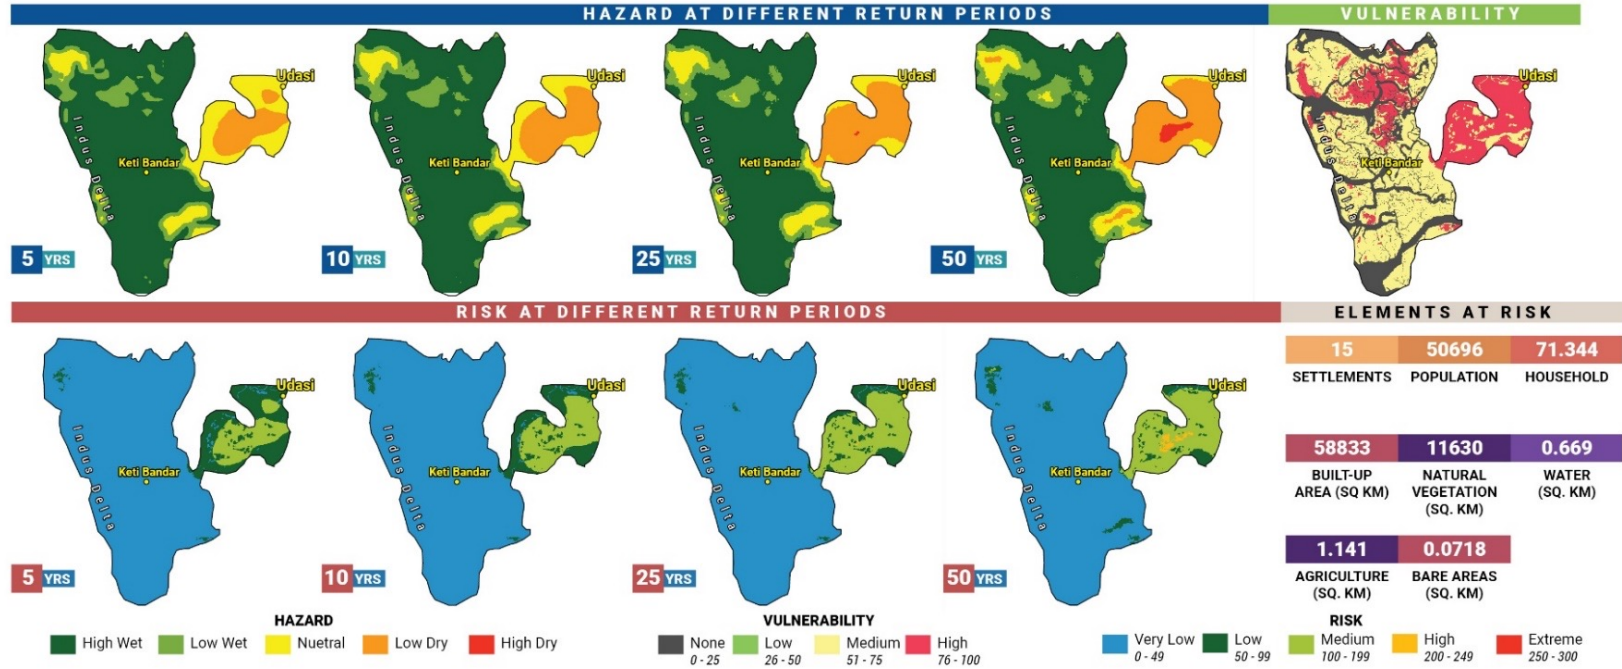 HAZARD AT DIFFERENT RETURN PERIODS
VULNERABILITY
Udasi
Keti Bandar
Indus Delta
5 YRS
Udasi
Keti Bandar
Indus Delta
10 YRS
Udasi
Keti Bandar
Indus Delta
25 YRS
Udasi
Keti Bandar
Indus Delta
50 YRS
Udasi
Keti Bandar
Indus Delta
RISK AT DIFFERENT RETURN PERIODS
ELEMENTS AT RISK
Udasi
Keti Bandar
Indus Delta
5 YRS
Udasi
Keti Bandar
Indus Delta
10 YRS
Udasi
Keti Bandar
Indus Delta
25 YRS
Udasi
Keti Bandar
Indus Delta
50 YRS
15 50696 71.344
SETTLEMENTS POPULATION HOUSEHOLD
58833 11630 0.669
BUILT-UP NATURAL WATER
AREA (SQ KM) VEGETATION (SQ. KM)
(SQ. KM)
1.141 0.0718
AGRICULTURE BARE AREAS
(SQ. KM) (SQ. KM)
HAZARD
High Wet Low Wet Nuetral Low Dry High Dry
VULNERABILITY
None Low Medium High
0 - 25 26 - 50 51 - 75 76 - 100
RISK
Very Low Low Medium High Extreme
0 - 49 50 - 99 100 - 199 200 - 249 250 - 300